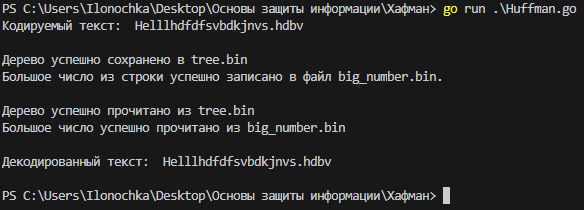 PS C:\Users\Ilonochka\Desktop\Основы защиты информации\Хафман> go run .\Huffman.go
Кодируемый текст:  Helllhdfdfsvbdkjnvs.hdbv
Дерево успешно сохранено в tree.bin
Большое число из строки успешно записано в файл big_number.bin.
Дерево успешно прочитано из tree.bin
Большое число успешно прочитано из big_number.bin
Декодированный текст:  Helllhdfdfsvbdkjnvs.hdbv
PS C:\Users\Ilonochka\Desktop\Основы защиты информации\Хафман>